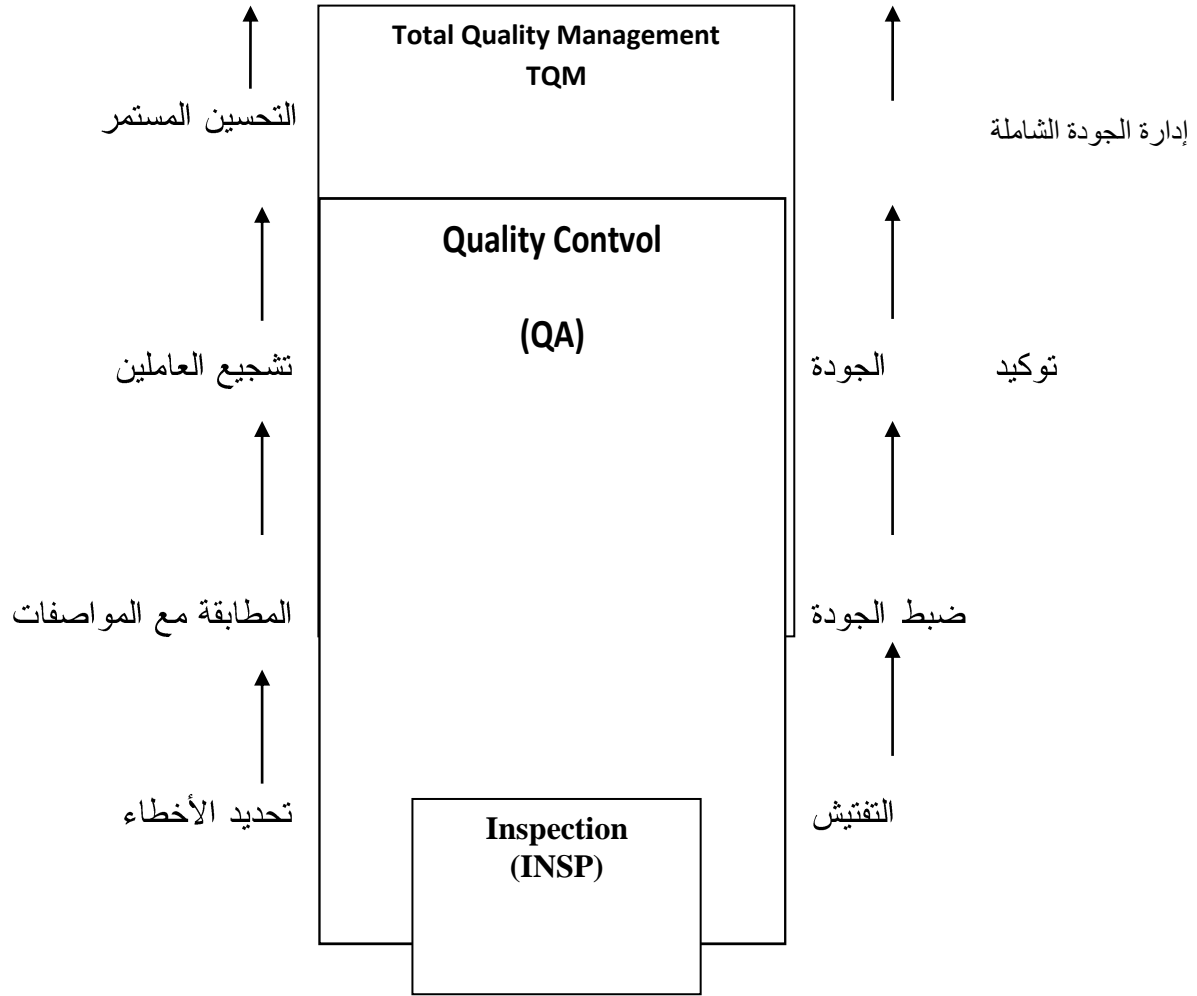 Total Quality Management
TQM
التحسين المستمر
إدارة الجودة الشاملة
Quality Contvol
(QA)
تشجيع العاملين
توكيد الجودة
المطابقة مع المواصفات
ضبط الجودة
تحديد الأخطاء
التفتيش
Inspection
(INSP)